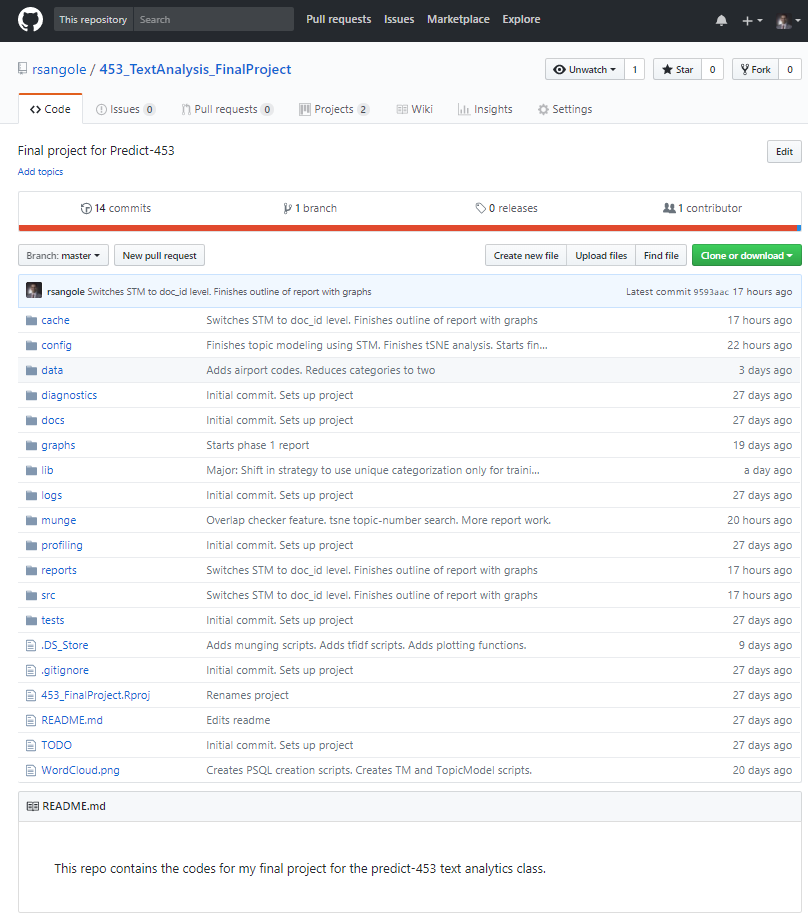 This repository Search Pull requests Issues Marketplace Explore
rsangole / 453_TextAnalysis_FinalProject Unwatch 1 Star 0 Fork 0
Code Issues 0 Pull requests 0 Projects 2 Wiki Insights Settings
Final project for Predict-453 Edit
Add topics
14 commits 1 branch 0 releases 1 contributor
Branch: master New pull request Create new file Upload files Find file Clone or download
rsangole Switches STM to doc_id level. Finishes outline of report with graphs Latest commit 9593aac 17 hours ago
cache Switches STM to doc_id level. Finishes outline of report with graphs 17 hours ago
config Finishes topic modeling using STM. Finishes tSNE analysis. Starts fin... 22 hours ago
data Adds airport codes. Reduces categories to two 3 days ago
diagnostics Initial commit. Sets up project 27 days ago
docs Initial commit. Sets up project 27 days ago
graphs Starts phase 1 report 19 days ago
lib Major: Shift in strategy to use unique categorization only for traini... a day ago
logs Initial commit. Sets up project 27 days ago
munge Overlap checker feature. tsne topic-number search. More report work. 20 hours ago
profiling Initial commit. Sets up project 27 days ago
reports Switches STM to doc_id level. Finishes outline of report with graphs 17 hours ago
src Switches STM to doc_id level. Finishes outline of report with graphs 17 hours ago
tests Initial commit. Sets up project 27 days ago
.DS_Store Adds munging scripts. Adds tfidf scripts. Adds plotting functions. 9 days ago
.gitignore Initial commit. Sets up project 27 days ago
453_FinalProject.Rproj Renames project 27 days ago
README.md Edits readme 27 days ago
TODO Initial commit. Sets up project 27 days ago
WordCloud.png Creates PSQL creation scripts. Creates TM and TopicModel scripts. 20 days ago
README.md
This repo contains the codes for my final project for the predict-453 text analytics class.